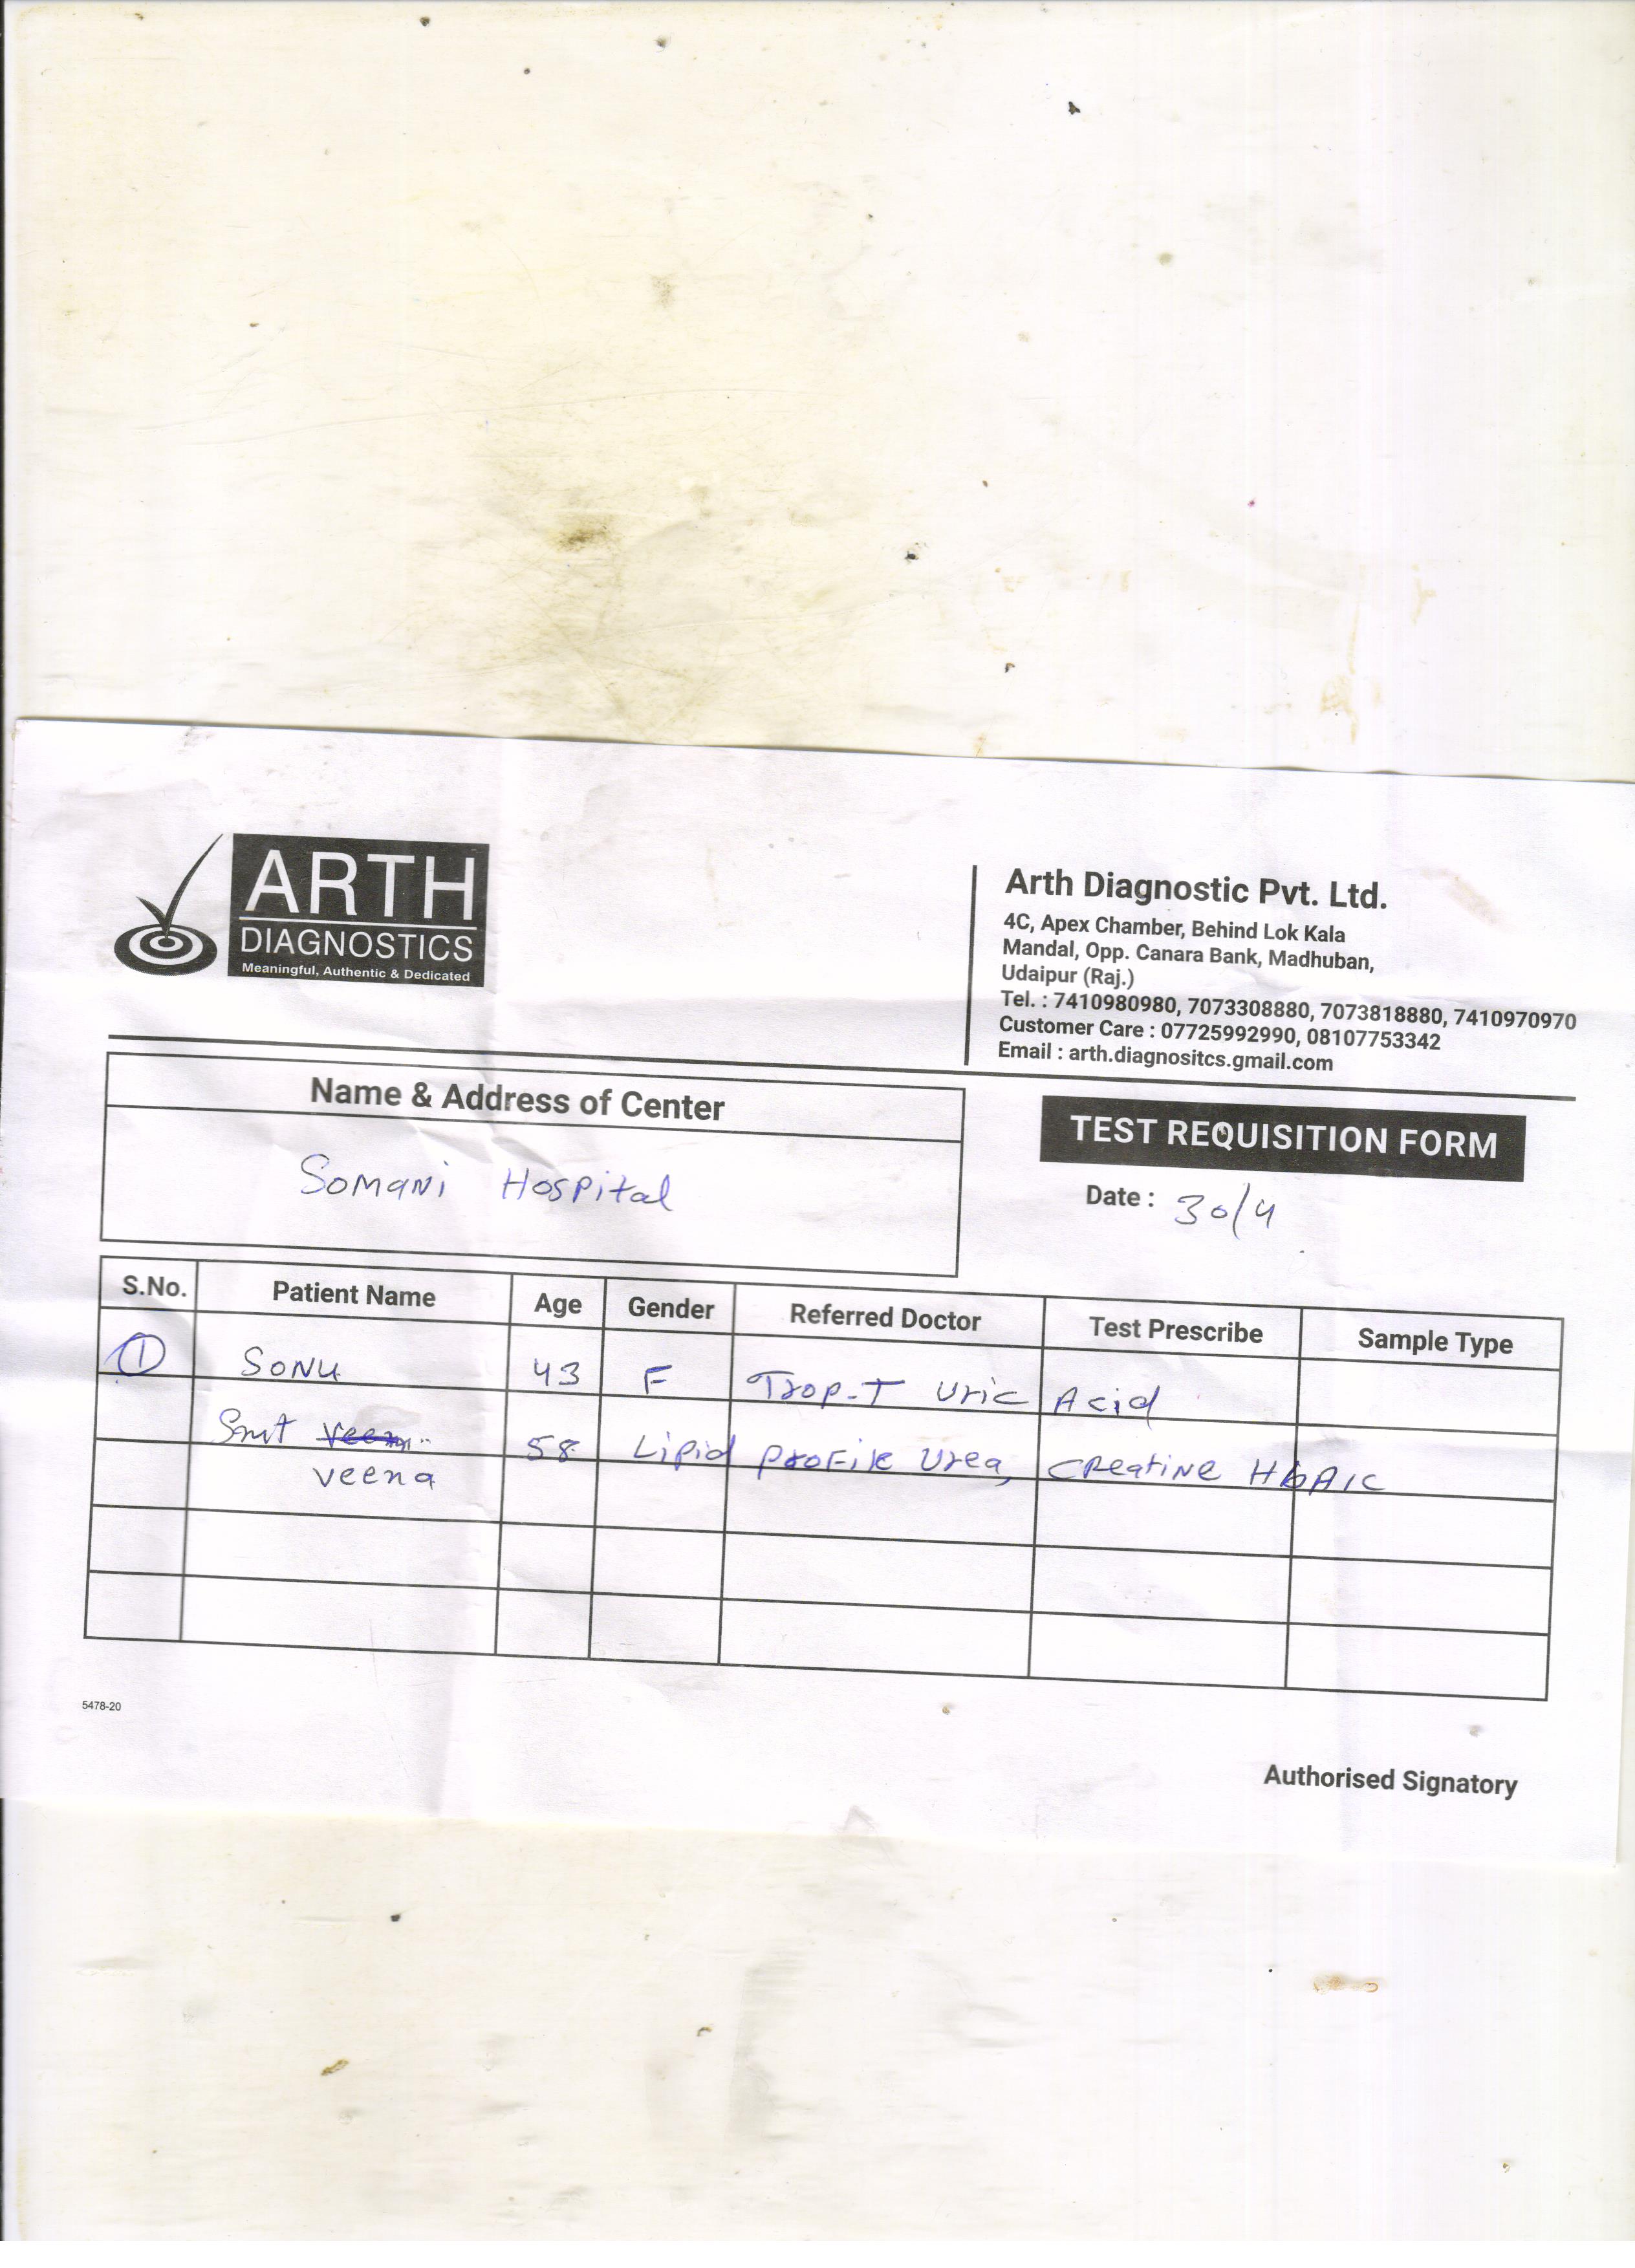 ARTH
DIAGNOSTICS
Meaningful, Authentic & Dedicated
Arth Diagnostic Pvt. Ltd.
4C, Apex Chamber, Behind Lok Kala
Mandal, Opp. Canara Bank, Madhuban,
Udaipur (Raj.)
Tel. : 7410980980, 7073308880, 7073818880, 7410970970
Customer Care : 07725992990, 08107753342
Email : arth.diagnositcs.gmail.com
Name & Address of Center
Somani Hospital
TEST REQUISITION FORM
Date : 30/4
S.No. Patient Name Age Gender Referred Doctor Test Prescribe Sample Type
1 SONU 43 F Trop-T Uric Acid
Smt 58 Lipid Profile Urea, Creatine HbA1C
veena
5478-20
Authorised Signatory